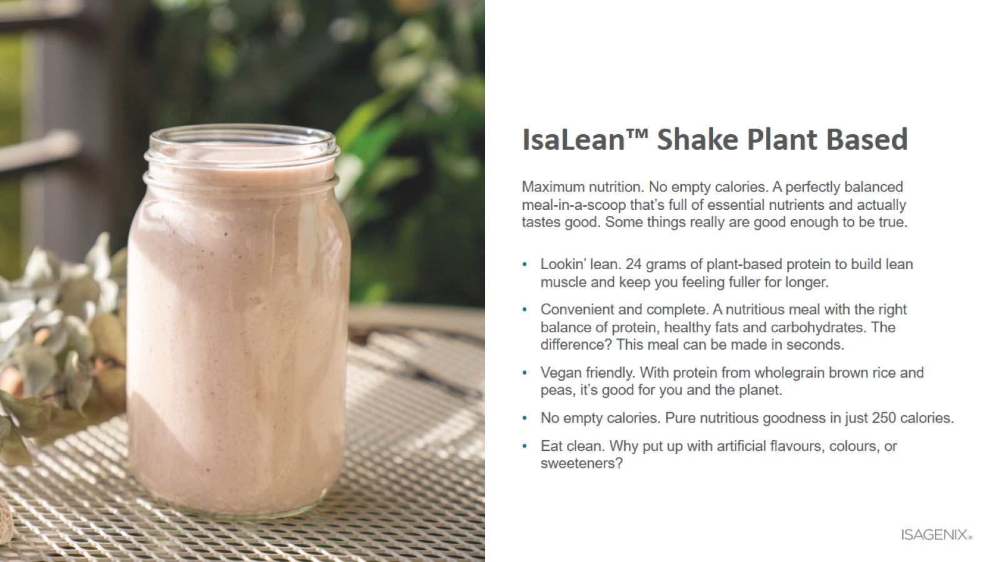 IsaLean™ Shake Plant Based
Maximum nutrition. No empty calories. A perfectly balanced
meal-in-a-scoop that’s full of essential nutrients and actually
tastes good. Some things really are good enough to be true.
• Lookin’ lean. 24 grams of plant-based protein to build lean
muscle and keep you feeling fuller for longer.
• Convenient and complete. A nutritious meal with the right
balance of protein, healthy fats and carbohydrates. The
difference? This meal can be made in seconds.
• Vegan friendly. With protein from wholegrain brown rice and
peas, it’s good for you and the planet.
• No empty calories. Pure nutritious goodness in just 250 calories.
• Eat clean. Why put up with artificial flavours, colours, or
sweeteners?
ISAGENIX®